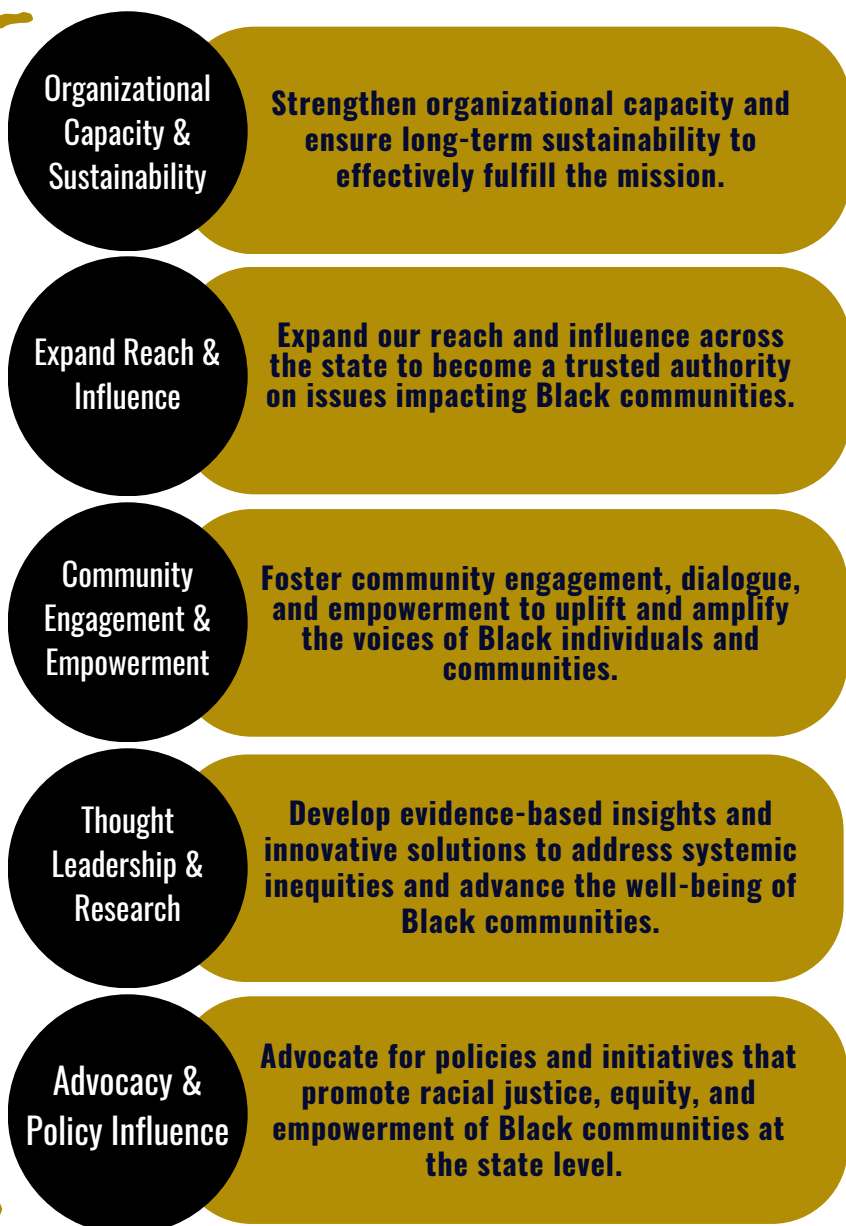 Organizational
Capacity &
Sustainability
Strengthen organizational capacity and
ensure long-term sustainability to
effectively fulfill the mission.
Expand Reach &
Influence
Expand our reach and influence across
the state to become a trusted authority
on issues impacting Black communities.
Community
Engagement &
Empowerment
Foster community engagement, dialogue,
and empowerment to uplift and amplify
the voices of Black individuals and
communities.
Thought
Leadership &
Research
Develop evidence-based insights and
innovative solutions to address systemic
inequities and advance the well-being of
Black communities.
Advocacy &
Policy Influence
Advocate for policies and initiatives that
promote racial justice, equity, and
empowerment of Black communities at
the state level.